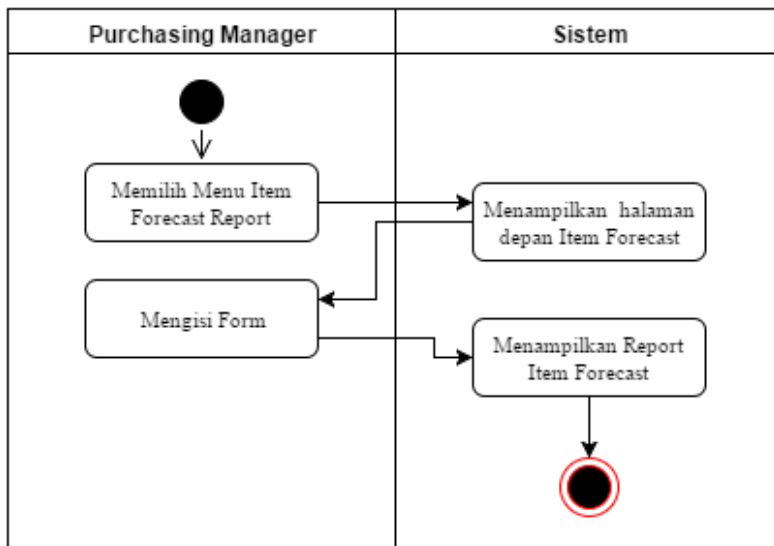 Purchasing Manager
Sistem
Memilih Menu Item
Forecast Report
Menampilkan halaman
depan Item Forecast
Mengisi Form
Menampilkan Report
Item Forecast